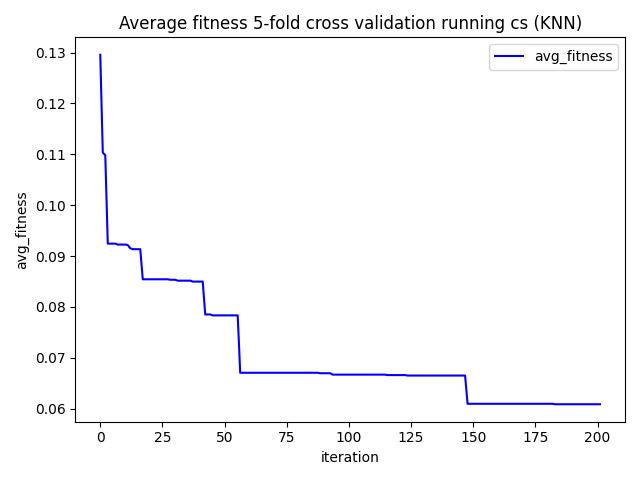 Average fitness 5-fold cross validation running cs (KNN)
avg_fitness
0.13
0.12
0.11
0.10
0.09
0.08
0.07
0.06
avg_fitness
0 25 50 75 100 125 150 175 200
iteration